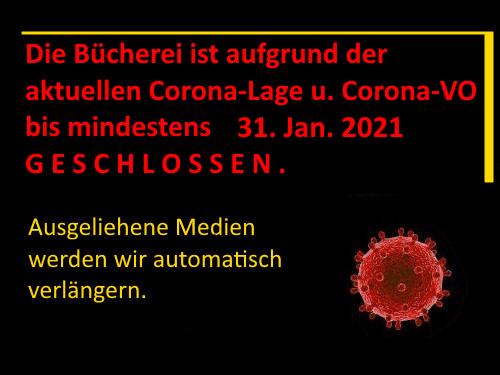 Die Bücherei ist aufgrund der
aktuellen Corona-Lage u. Corona-VO
bis mindestens 31. Jan. 2021
G E S C H L O S S E N .
Ausgeliehene Medien
werden wir automatisch
verlängern.